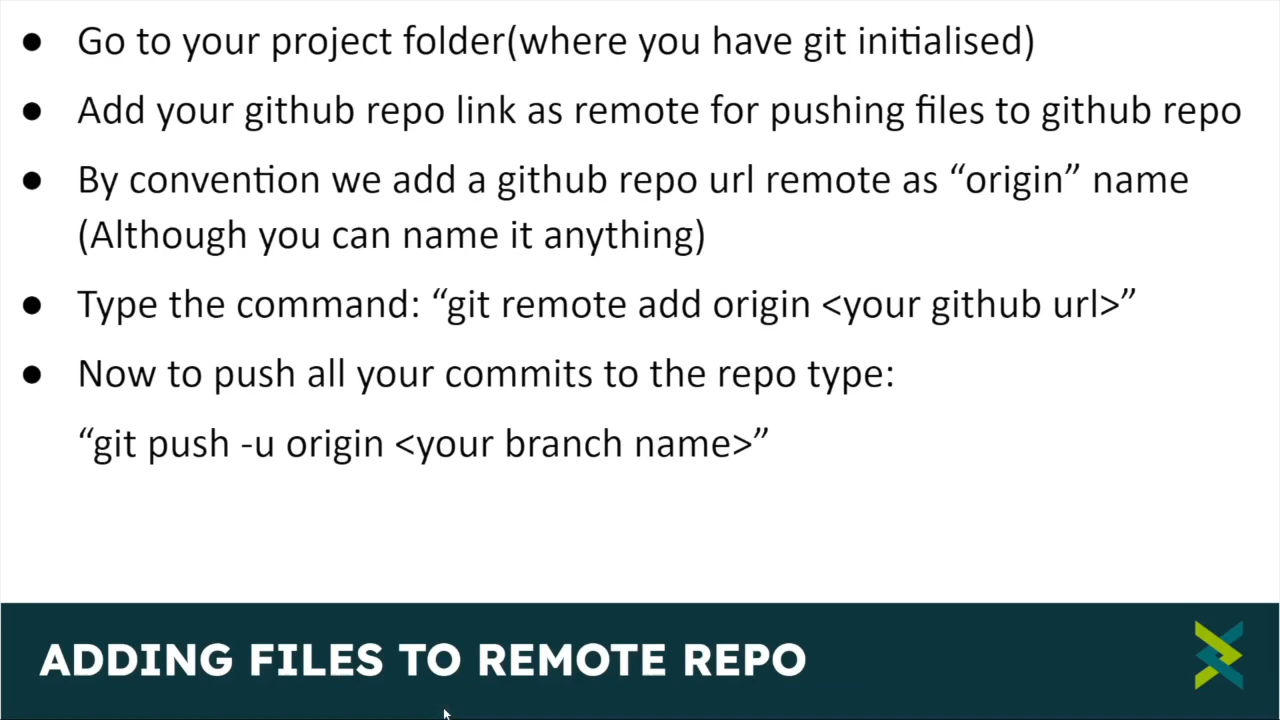 ● Go to your project folder(where you have git initialised)
● Add your github repo link as remote for pushing files to github repo
● By convention we add a github repo url remote as “origin” name
(Although you can name it anything)
● Type the command: “git remote add origin <your github url>”
● Now to push all your commits to the repo type:
“git push -u origin <your branch name>”
ADDING FILES TO REMOTE REPO